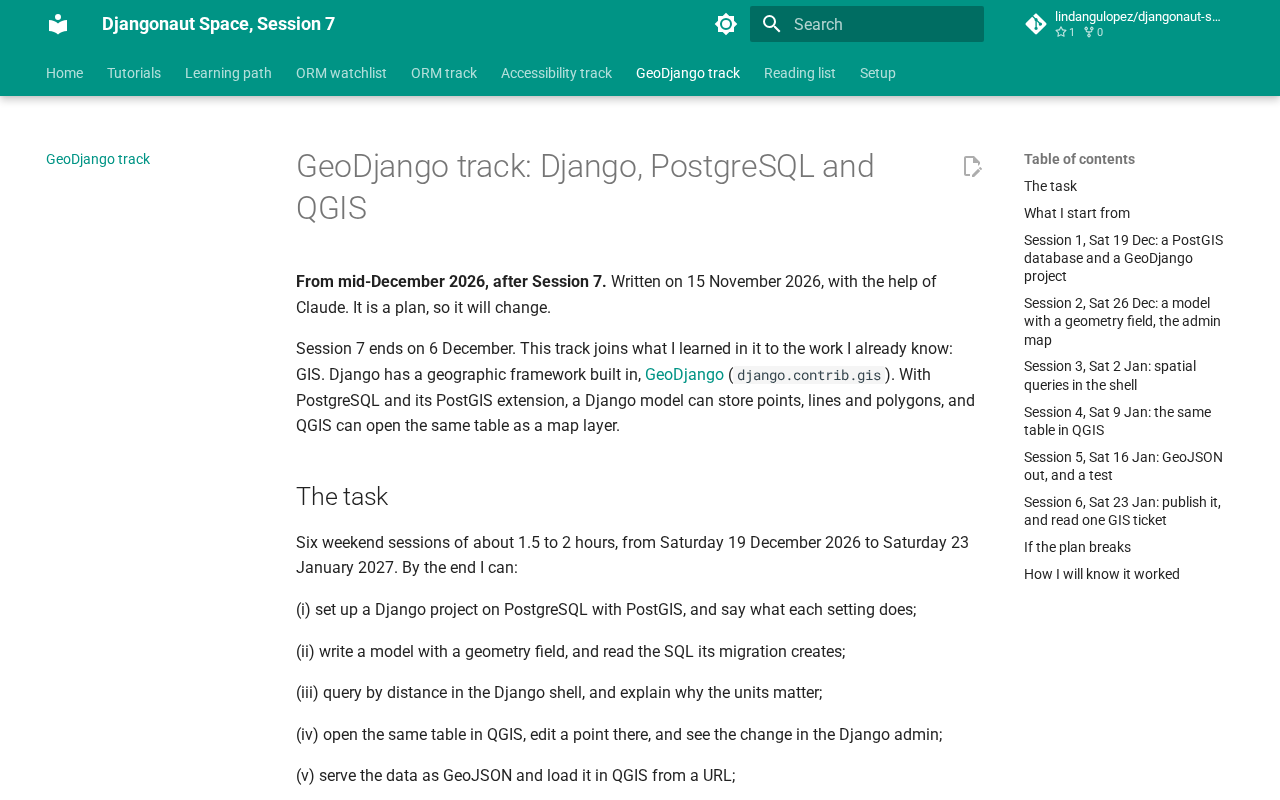 Djangonaut Space, Session 7
Search
lindangulopez/djangonaut-s...
1 0
Home Tutorials Learning path ORM watchlist ORM track Accessibility track GeoDjango track Reading list Setup
GeoDjango track
GeoDjango track: Django, PostgreSQL and
QGIS
From mid-December 2026, after Session 7. Written on 15 November 2026, with the help of
Claude. It is a plan, so it will change.
Session 7 ends on 6 December. This track joins what I learned in it to the work I already know:
GIS. Django has a geographic framework built in, GeoDjango (django.contrib.gis). With
PostgreSQL and its PostGIS extension, a Django model can store points, lines and polygons, and
QGIS can open the same table as a map layer.
The task
Six weekend sessions of about 1.5 to 2 hours, from Saturday 19 December 2026 to Saturday 23
January 2027. By the end I can:
(i) set up a Django project on PostgreSQL with PostGIS, and say what each setting does;
(ii) write a model with a geometry field, and read the SQL its migration creates;
(iii) query by distance in the Django shell, and explain why the units matter;
(iv) open the same table in QGIS, edit a point there, and see the change in the Django admin;
(v) serve the data as GeoJSON and load it in QGIS from a URL;
Table of contents
The task
What I start from
Session 1, Sat 19 Dec: a PostGIS
database and a GeoDjango
project
Session 2, Sat 26 Dec: a model
with a geometry field, the admin
map
Session 3, Sat 2 Jan: spatial
queries in the shell
Session 4, Sat 9 Jan: the same
table in QGIS
Session 5, Sat 16 Jan: GeoJSON
out, and a test
Session 6, Sat 23 Jan: publish it,
and read one GIS ticket
If the plan breaks
How I will know it worked